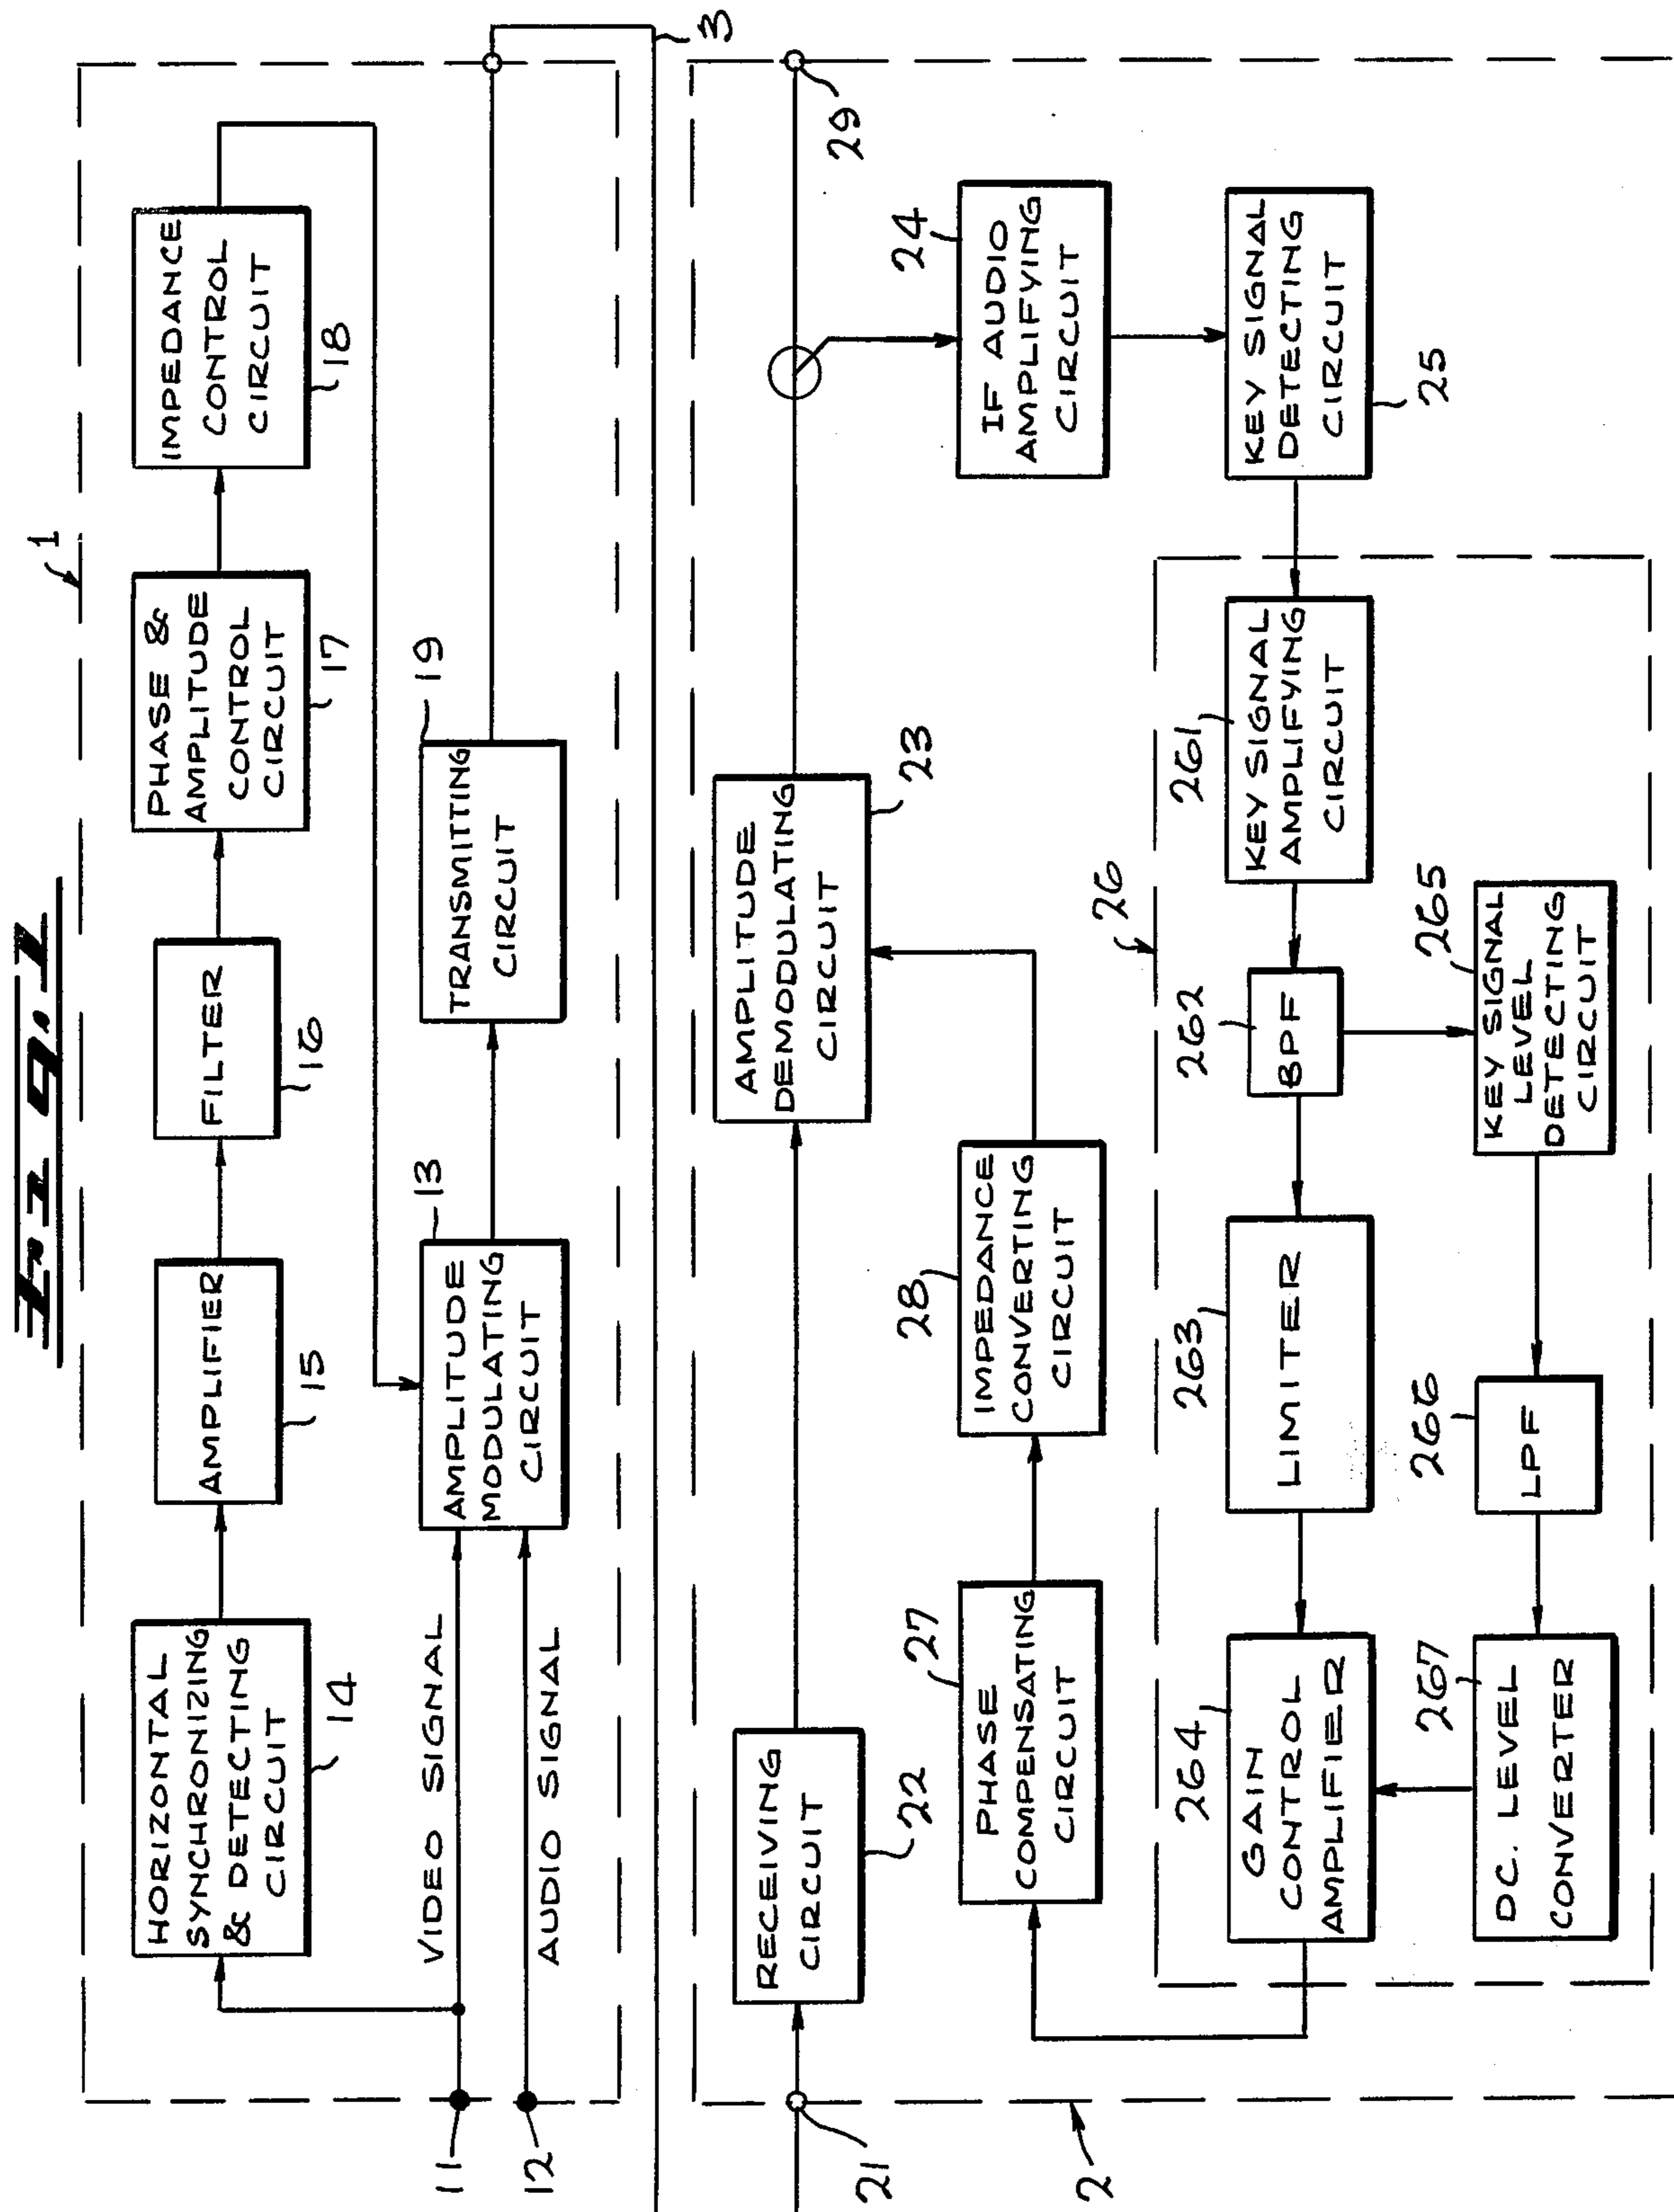 Fig. 1
1
HORIZONTAL
SYNCHRONIZING
& DETECTING
CIRCUIT
14
AMPLIFIER
15
FILTER
16
PHASE &
AMPLITUDE
CONTROL
CIRCUIT
17
IMPEDANCE
CONTROL
CIRCUIT
18
11
VIDEO SIGNAL
12
AUDIO SIGNAL
AMPLITUDE
MODULATING
CIRCUIT
13
TRANSMITTING
CIRCUIT
19
3
21
RECEIVING
CIRCUIT
22
AMPLITUDE
DEMODULATING
CIRCUIT
23
29
2
PHASE
COMPENSATING
CIRCUIT
27
IMPEDANCE
CONVERTING
CIRCUIT
28
IF AUDIO
AMPLIFYING
CIRCUIT
24
26
GAIN
CONTROL
AMPLIFIER
264
LIMITER
263
BPF
262
KEY SIGNAL
AMPLIFYING
CIRCUIT
261
KEY SIGNAL
DETECTING
CIRCUIT
25
DC. LEVEL
CONVERTER
267
LPF
266
KEY SIGNAL
LEVEL
DETECTING
CIRCUIT
265